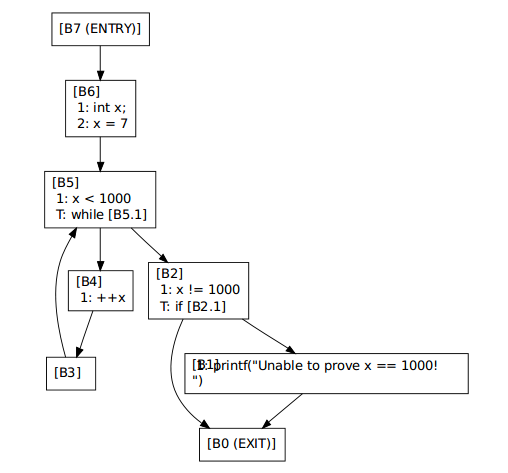 [B7 (ENTRY)]
[B6]
1: int x;
2: x = 7
[B5]
1: x < 1000
T: while [B5.1]
[B4]
1: ++x
[B2]
1: x != 1000
T: if [B2.1]
[B3]
[B1]
1: printf("Unable to prove x == 1000!
")
[B0 (EXIT)]